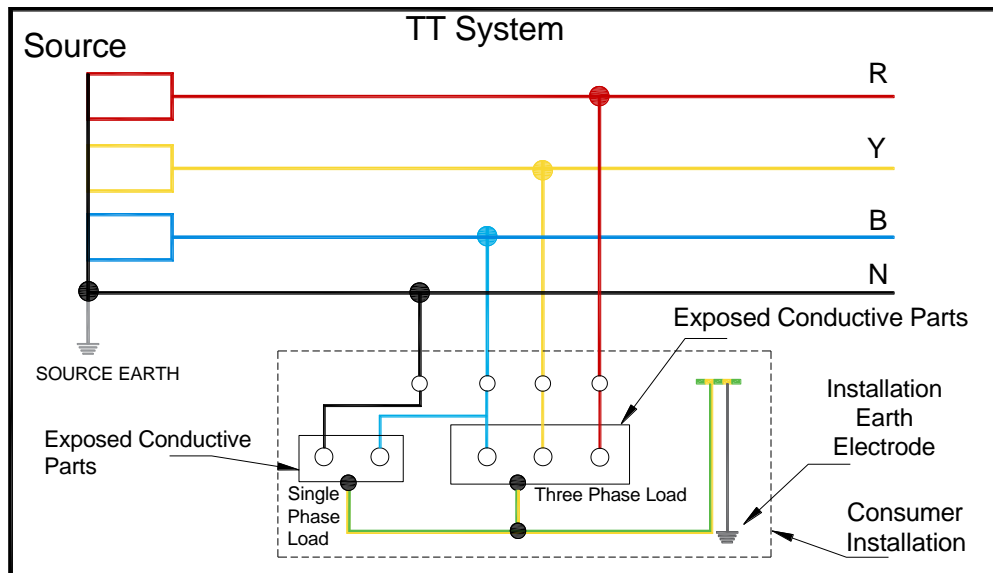 TT System
Source
R
Y
B
N
SOURCE EARTH
Exposed Conductive Parts
Installation
Earth
Electrode
Exposed Conductive
Parts
Single
Phase
Load
Three Phase Load
Consumer
Installation